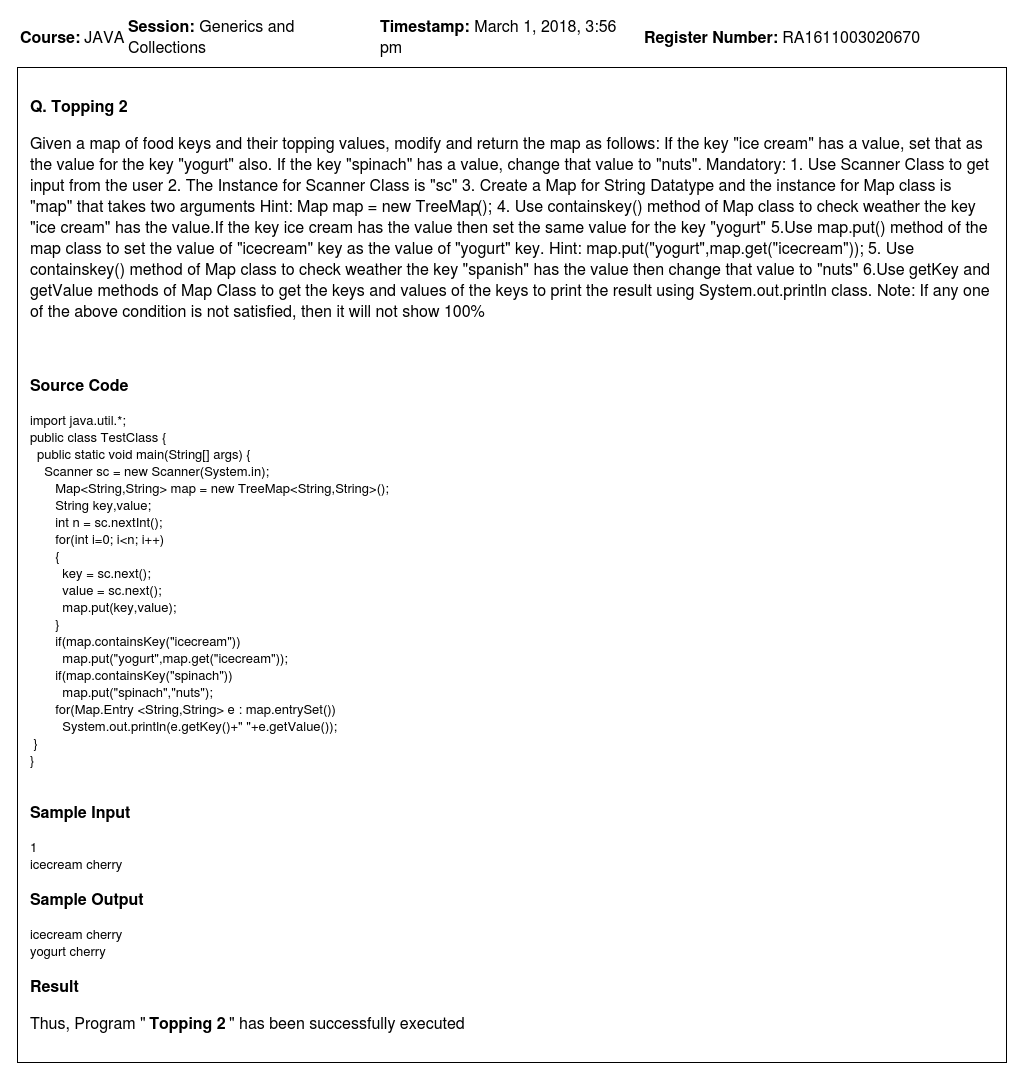 Course: JAVA Session: Generics and Collections Timestamp: March 1, 2018, 3:56 pm Register Number: RA1611003020670
Q. Topping 2
Given a map of food keys and their topping values, modify and return the map as follows: If the key "ice cream" has a value, set that as
the value for the key "yogurt" also. If the key "spinach" has a value, change that value to "nuts". Mandatory: 1. Use Scanner Class to get
input from the user 2. The Instance for Scanner Class is "sc" 3. Create a Map for String Datatype and the instance for Map class is
"map" that takes two arguments Hint: Map map = new TreeMap(); 4. Use containskey() method of Map class to check weather the key
"ice cream" has the value.If the key ice cream has the value then set the same value for the key "yogurt" 5.Use map.put() method of the
map class to set the value of "icecream" key as the value of "yogurt" key. Hint: map.put("yogurt",map.get("icecream")); 5. Use
containskey() method of Map class to check weather the key "spanish" has the value then change that value to "nuts" 6.Use getKey and
getValue methods of Map Class to get the keys and values of the keys to print the result using System.out.println class. Note: If any one
of the above condition is not satisfied, then it will not show 100%
Source Code
import java.util.*;
public class TestClass {
public static void main(String[] args) {
Scanner sc = new Scanner(System.in);
Map<String,String> map = new TreeMap<String,String>();
String key,value;
int n = sc.nextInt();
for(int i=0; i<n; i++)
{
key = sc.next();
value = sc.next();
map.put(key,value);
}
if(map.containsKey("icecream"))
map.put("yogurt",map.get("icecream"));
if(map.containsKey("spinach"))
map.put("spinach","nuts");
for(Map.Entry <String,String> e : map.entrySet())
System.out.println(e.getKey()+" "+e.getValue());
}
}
Sample Input
1
icecream cherry
Sample Output
icecream cherry
yogurt cherry
Result
Thus, Program " Topping 2 " has been successfully executed